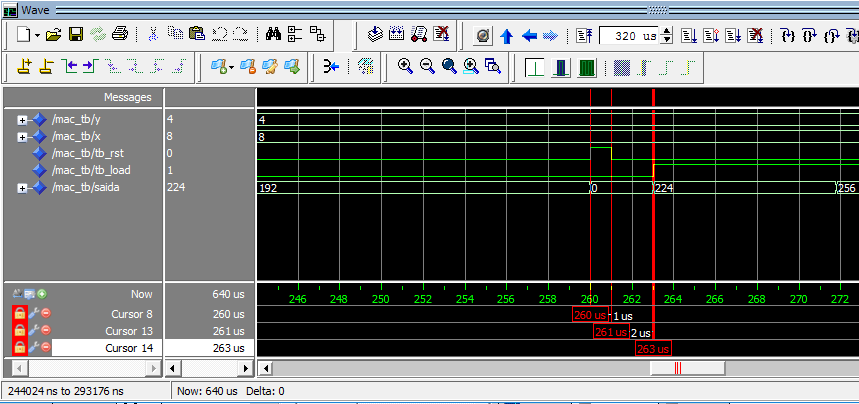 Wave
320 us
Messages
/mac_tb/y 4 4
/mac_tb/x 8 8
/mac_tb/tb_rst 0
/mac_tb/tb_load 1
/mac_tb/saida 224 192 0 224 256
Now 640 us 246 248 250 252 254 256 258 260 262 264 266 268 270 272
Cursor 8 260 us 260 us 1 us
Cursor 13 261 us 261 us 2 us
Cursor 14 263 us 263 us
244024 ns to 293176 ns Now: 640 us Delta: 0